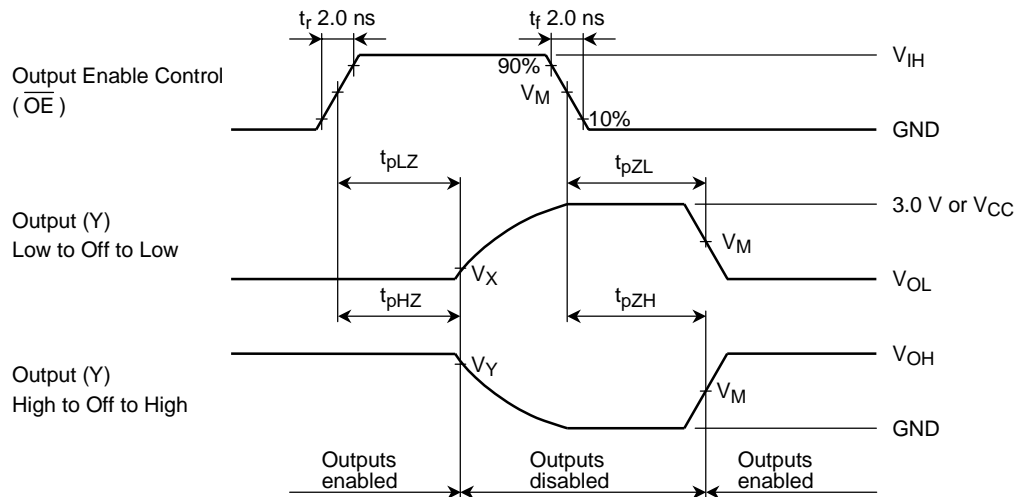 tr 2.0 ns
tf 2.0 ns
Output Enable Control
( OE )
90%
VM
10%
VIH
GND
tpLZ
tpZL
Output (Y)
Low to Off to Low
VX
VM
3.0 V or VCC
VOL
tpHZ
tpZH
Output (Y)
High to Off to High
VY
VM
VOH
GND
Outputs
enabled
Outputs
disabled
Outputs
enabled